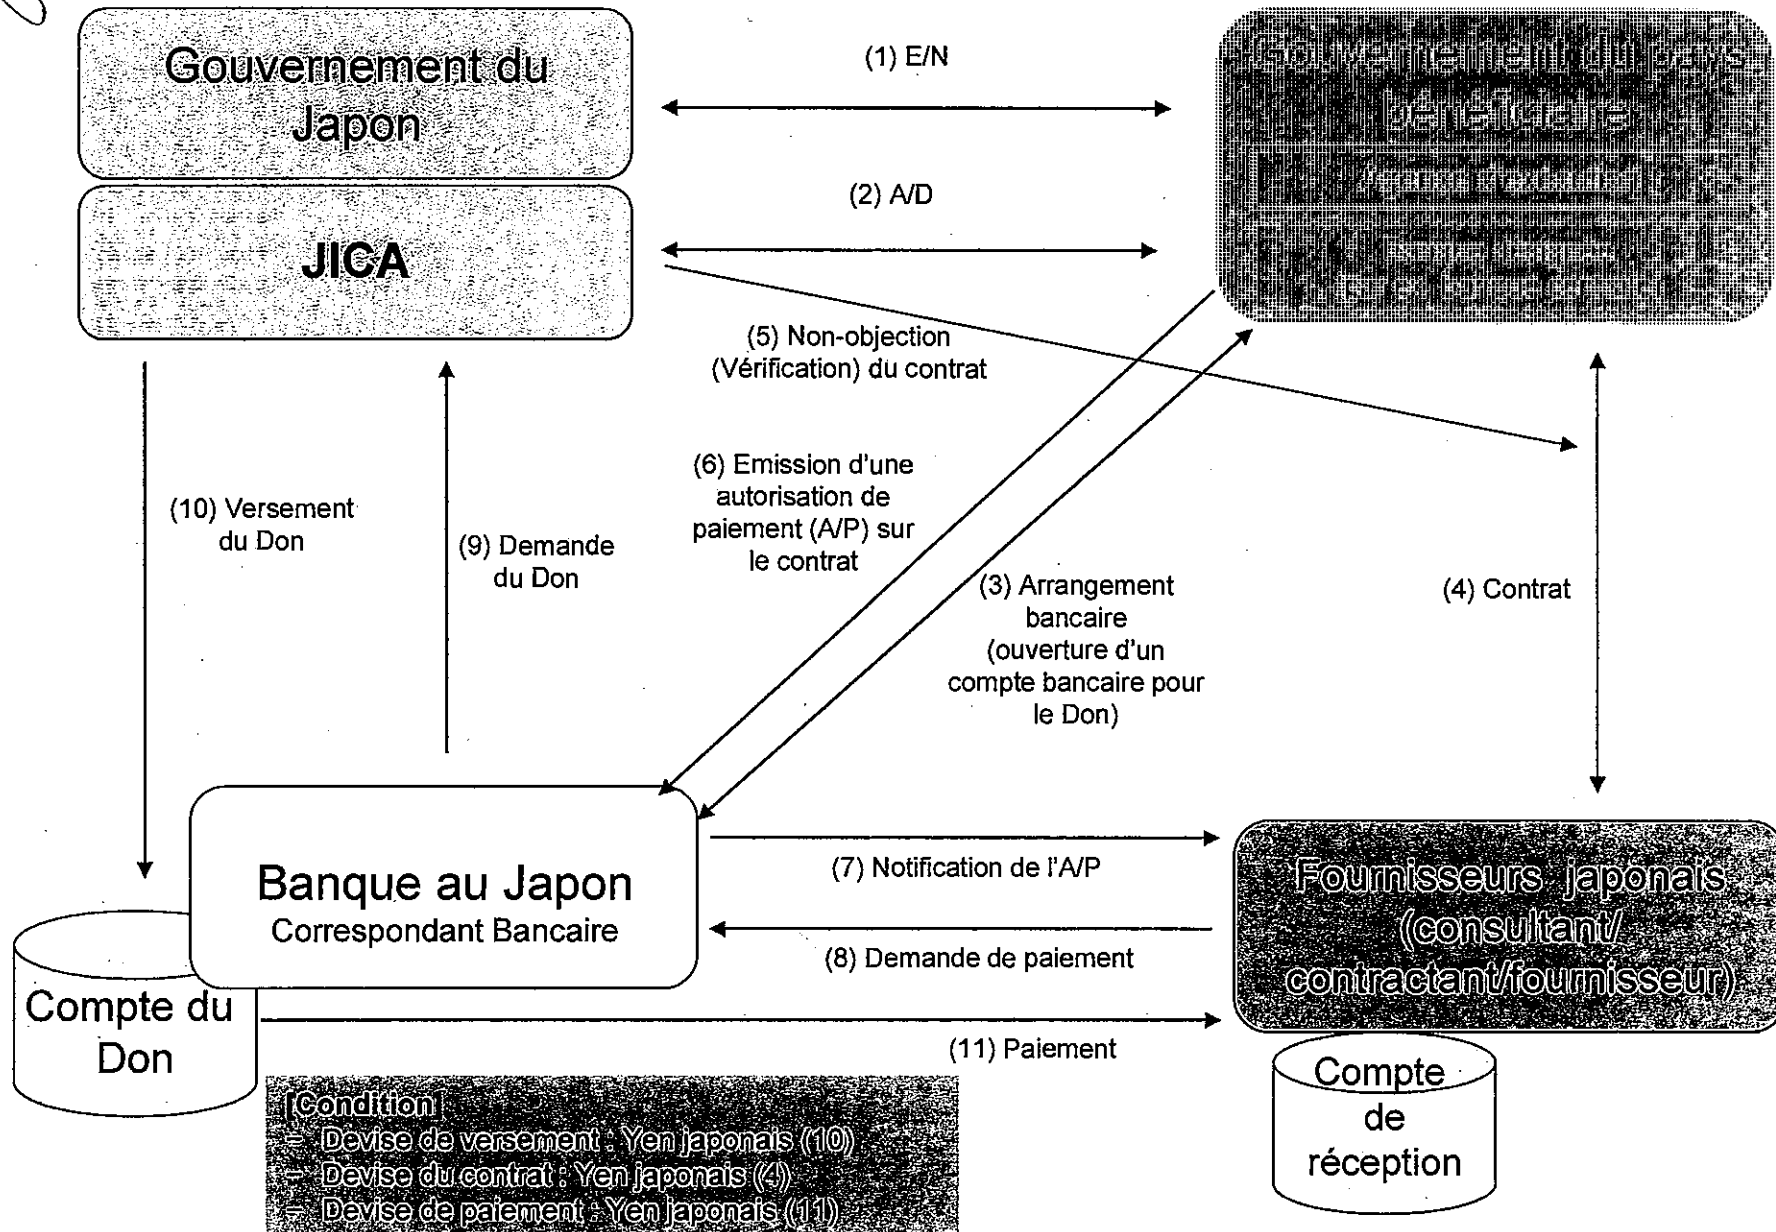 Gouvernement du
Japon
(1) E/N
Gouvernement du pays
bénéficiaire
JICA
(2) A/D
(5) Non-objection
(Vérification) du contrat
(6) Emission d'une
autorisation de
paiement (A/P) sur
le contrat
(10) Versement
du Don
(9) Demande
du Don
(3) Arrangement
bancaire
(ouverture d'un
compte bancaire pour
le Don)
(4) Contrat
Banque au Japon
Correspondant Bancaire
(7) Notification de l'A/P
(8) Demande de paiement
Fournisseurs japonais
(consultant/
contractant/fournisseur)
Compte du
Don
(11) Paiement
Compte
de
réception
[Condition]
- Devise de versement : Yen japonais (10)
- Devise du contrat : Yen japonais (4)
- Devise de paiement : Yen japonais (11)